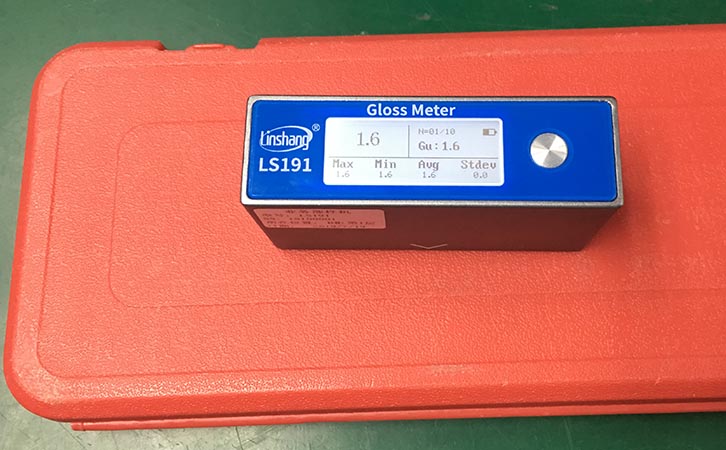 Gloss Meter
Linshang®
LS191
1.6
N=01/10
Gu: 1.6
Max Min Avg Stdev
1.6 1.6 1.6 0.0
LS191